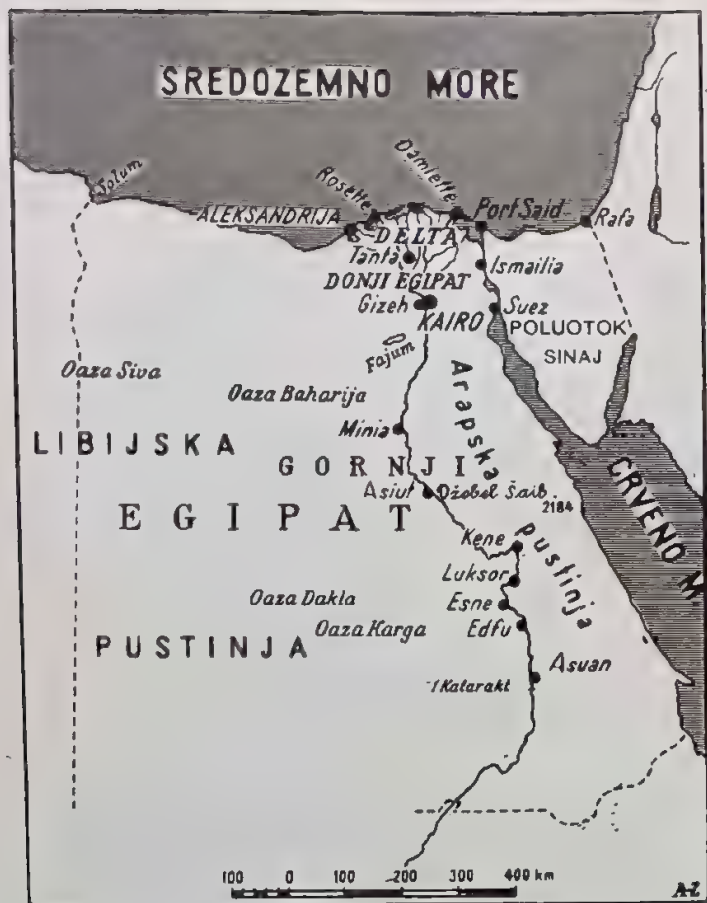 SREDOZEMNO MORE
Solum
Rosette
Damiette
ALEKSANDRIJA
Port Said
Rafa
DELTA
Tanta
Ismailia
DONJI EGIPAT
Gizeh
KAIRO
Suez
POLUOTOK
SINAJ
Fajum
Oaza Siva
Oaza Baharija
Arapska pustinja
Minia
LIBIJSKA
GORNJI
Asiut
Džebel Šaib
2184
EGIPAT
CRVENO M.
Kene
Luksor
Oaza Dakla
Esne
Oaza Karga
Edfu
PUSTINJA
Asuan
1 Katarakt
100 0 100 200 300 400 km
A-Z